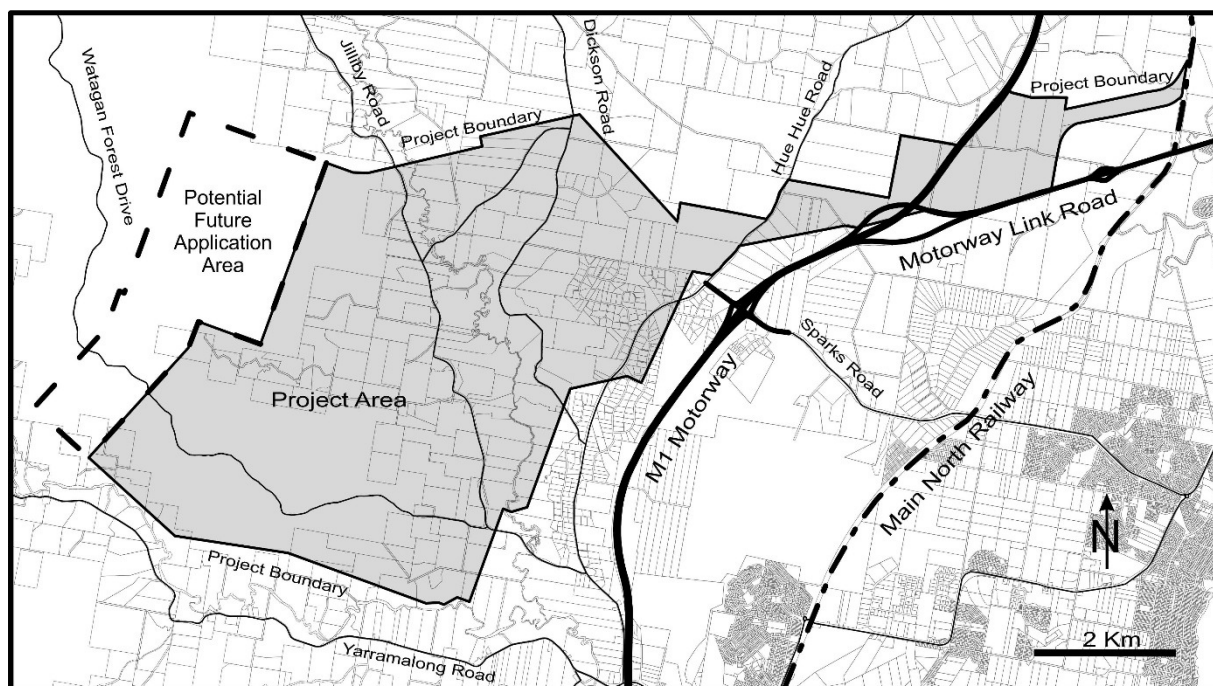 Watagan Forest Drive
Jilliby Road
Project Boundary
Dickson Road
Hue Hue Road
Project Boundary
Potential
Future
Application
Area
Motorway Link Road
Sparks Road
Project Area
M1 Motorway
Main North Railway
N
Project Boundary
Yarramalong Road
2 Km